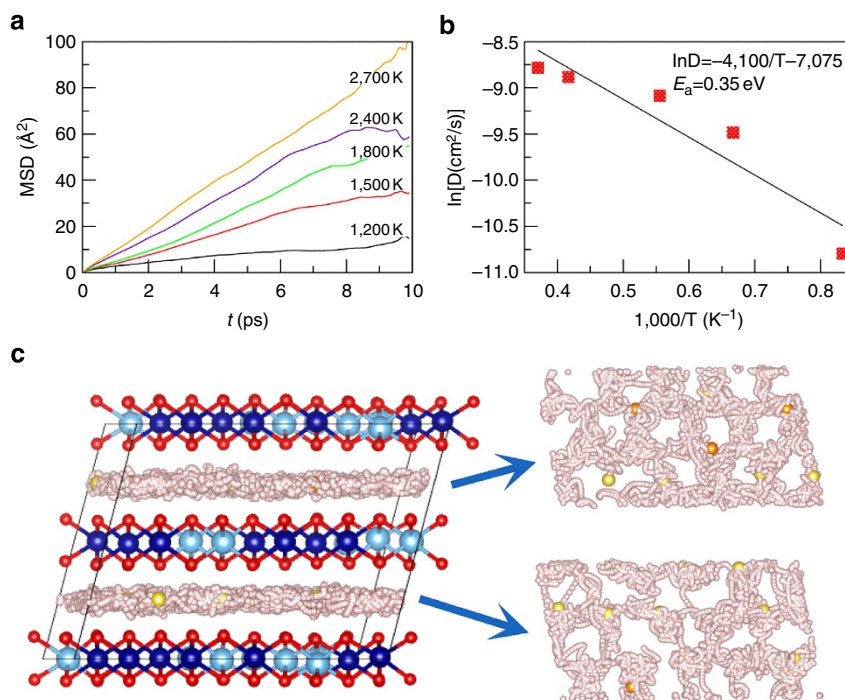 a
100
80
60
40
20
0
MSD (Å²)
2,700 K
2,400 K
1,800K
1,500 K
1,200 K
0 2 4 6 8 10
t (ps)
b
–8.5
–9.0
–9.5
–10.0
–10.5
–11.0
ln[D(cm²/s)]
lnD=–4,100/T–7,075
Eₐ=0.35 eV
0.4 0.5 0.6 0.7 0.8
1,000/T (K⁻¹)
c